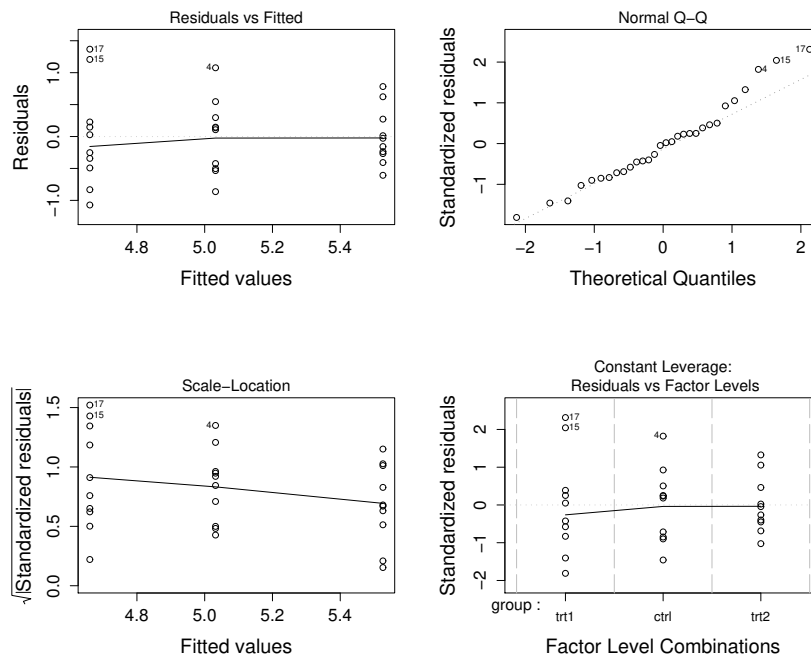 Residuals vs Fitted
Residuals
1.0
0.0
−1.0
17
15
4
4.8 5.0 5.2 5.4
Fitted values
Normal Q−Q
Standardized residuals
2
1
0
−1
17
15
4
−2 −1 0 1 2
Theoretical Quantiles
Scale−Location
√|Standardized residuals|
1.5
1.0
0.5
0.0
17
15
4
4.8 5.0 5.2 5.4
Fitted values
Constant Leverage:
Residuals vs Factor Levels
Standardized residuals
2
1
0
−1
−2
17
15
4
group :
trt1 ctrl trt2
Factor Level Combinations